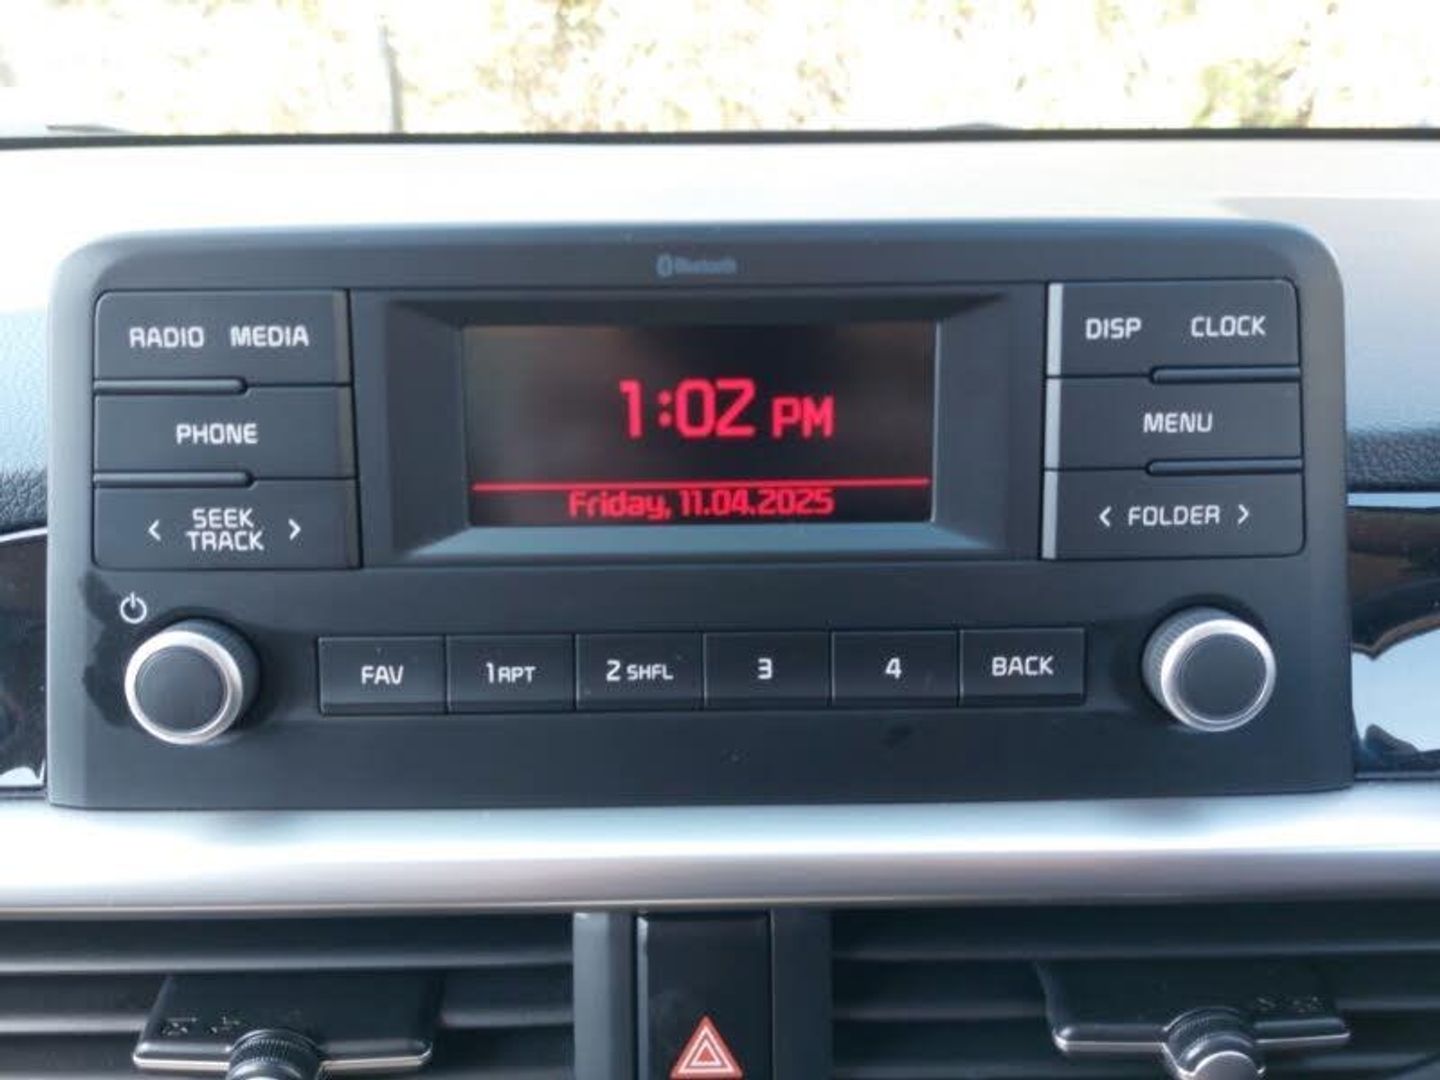 Bluetooth
RADIO MEDIA
PHONE
< SEEK TRACK >
1:02 PM
Friday, 11.04.2025
DISP CLOCK
MENU
< FOLDER >
FAV
1 RPT
2 SHFL
3
4
BACK